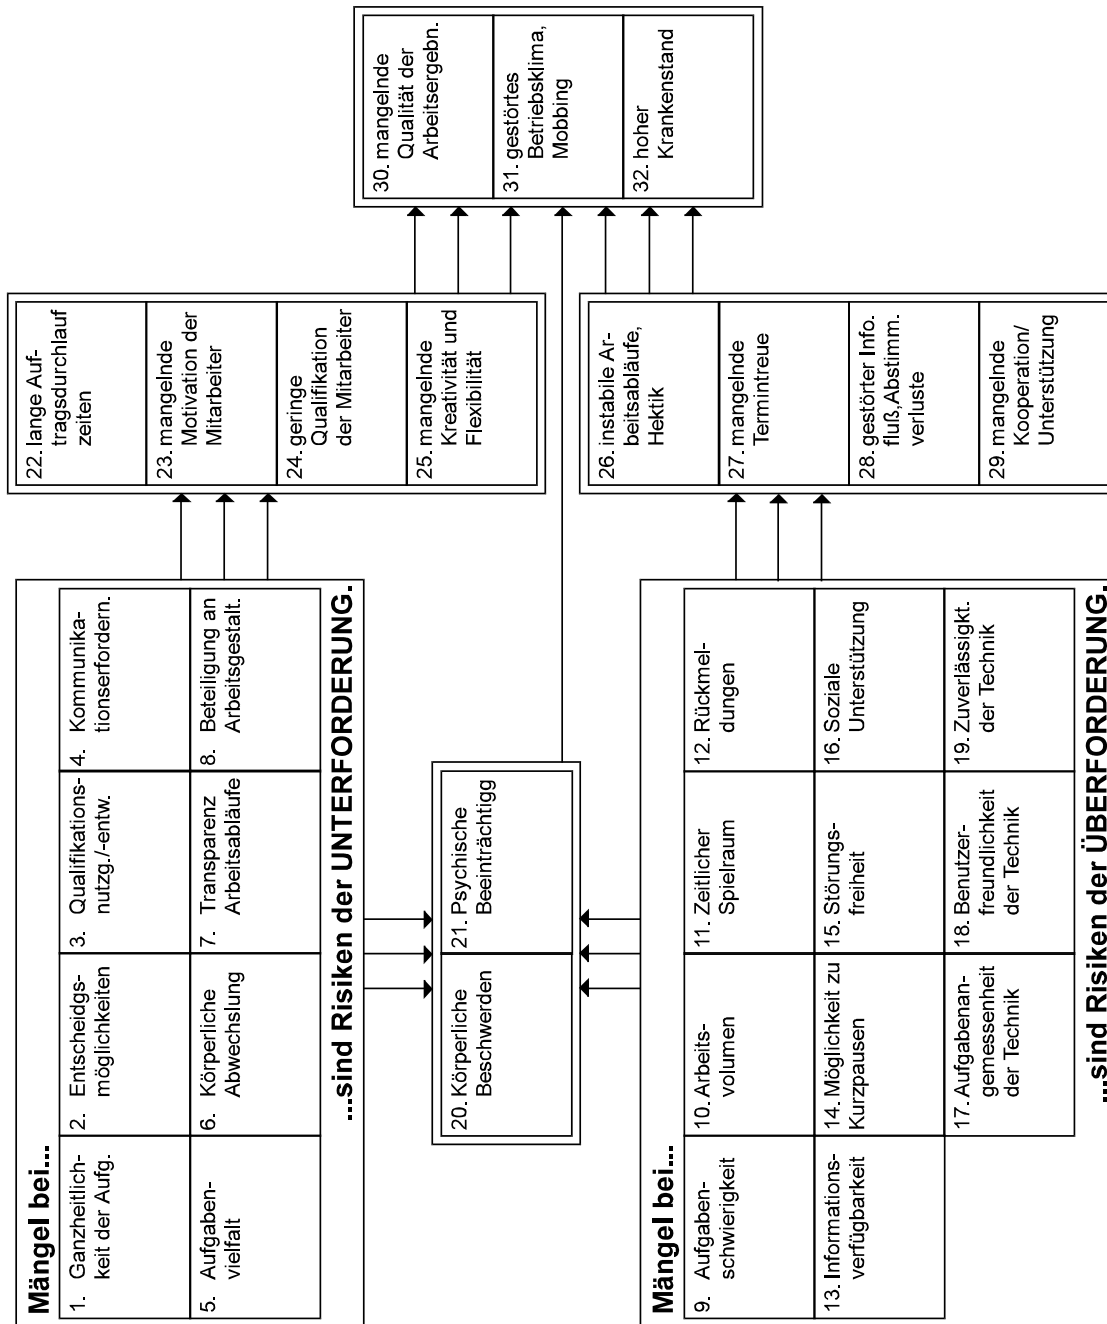 Mängel bei...
1. Ganzheitlich-
keit der Aufg.
2. Entscheidgs-
möglichkeiten
3. Qualifikations-
nutzg./-entw.
4. Kommunika-
tionserfordern.
5. Aufgaben-
vielfalt
6. Körperliche
Abwechslung
7. Transparenz
Arbeitsabläufe
8. Beteiligung an
Arbeitsgestalt.
...sind Risiken der UNTERFORDERUNG.
20. Körperliche
Beschwerden
21. Psychische
Beeinträchtigg
Mängel bei...
9. Aufgaben-
schwierigkeit
10. Arbeits-
volumen
11. Zeitlicher
Spielraum
12. Rückmel-
dungen
13. Informations-
verfügbarkeit
14. Möglichkeit zu
Kurzpausen
15. Störungs-
freiheit
16. Soziale
Unterstützung
17. Aufgabenan-
gemessenheit
der Technik
18. Benutzer-
freundlichkeit
der Technik
19. Zuverlässigkt.
der Technik
...sind Risiken der ÜBERFORDERUNG.
22. lange Auf-
tragsdurchlauf
zeiten
23. mangelnde
Motivation der
Mitarbeiter
24. geringe
Qualifikation
der Mitarbeiter
25. mangelnde
Kreativität und
Flexibilität
26. instabile Ar-
beitsabläufe,
Hektik
27. mangelnde
Termintreue
28. gestörter Info.
fluß,Abstimm.
verluste
29. mangelnde
Kooperation/
Unterstützung
30. mangelnde
Qualität der
Arbeitsergebn.
31. gestörtes
Betriebsklima,
Mobbing
32. hoher
Krankenstand